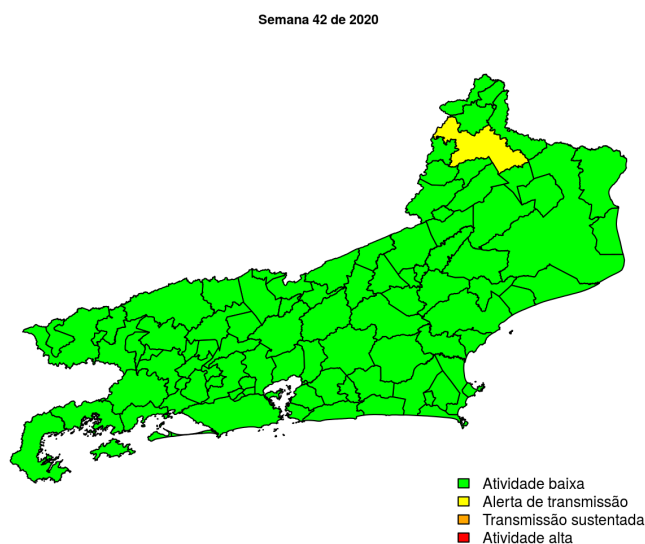 Semana 42 de 2020
Atividade baixa
Alerta de transmissão
Transmissão sustentada
Atividade alta